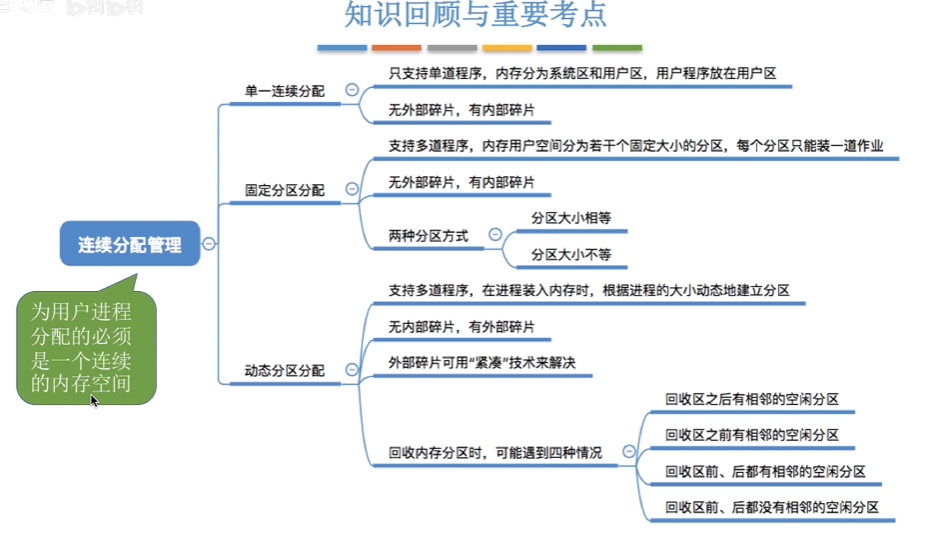 知识回顾与重要考点
单一连续分配
只支持单道程序，内存分为系统区和用户区，用户程序放在用户区
无外部碎片，有内部碎片
固定分区分配
支持多道程序，内存用户空间分为若干个固定大小的分区，每个分区只能装一道作业
无外部碎片，有内部碎片
两种分区方式
分区大小相等
分区大小不等
连续分配管理
为用户进程
分配的必须
是一个连续
的内存空间
动态分区分配
支持多道程序，在进程装入内存时，根据进程的大小动态地建立分区
无内部碎片，有外部碎片
外部碎片可用“紧凑”技术来解决
回收内存分区时，可能遇到四种情况
回收区之后有相邻的空闲分区
回收区之前有相邻的空闲分区
回收区前、后都有相邻的空闲分区
回收区前、后都没有相邻的空闲分区